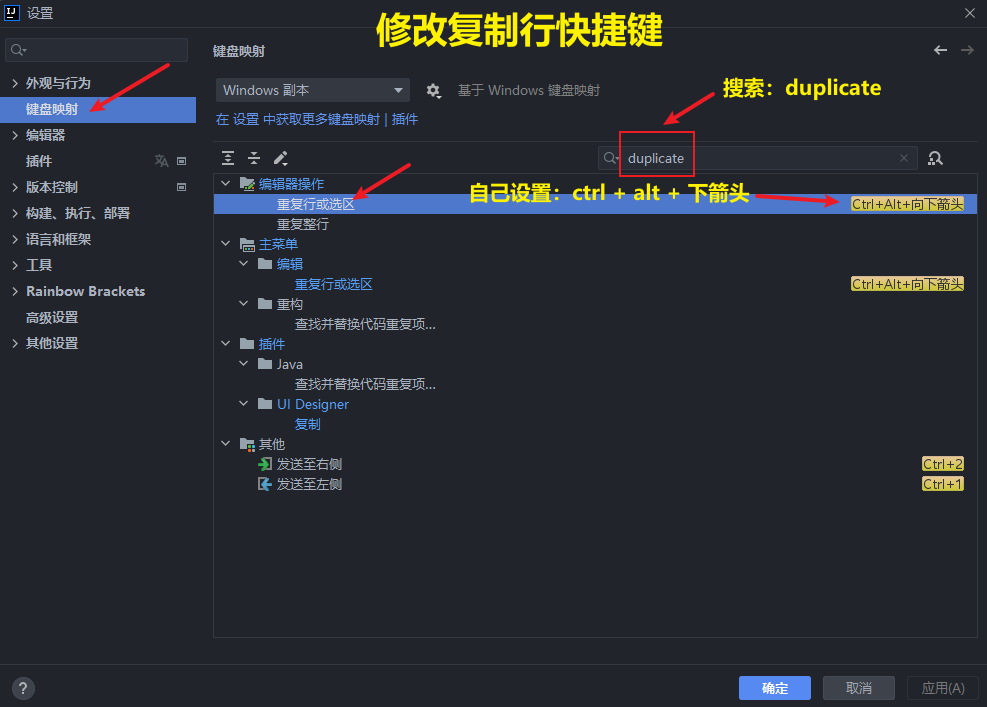 设置
修改复制行快捷键
键盘映射
外观与行为
键盘映射
编辑器
插件
版本控制
构建、执行、部署
语言和框架
工具
Rainbow Brackets
高级设置
其他设置
Windows 副本
基于 Windows 键盘映射
搜索：duplicate
在 设置 中获取更多键盘映射 | 插件
duplicate
编辑器操作
自己设置：ctrl + alt + 下箭头
重复行或选区 Ctrl+Alt+向下箭头
重复整行
主菜单
编辑
重复行或选区 Ctrl+Alt+向下箭头
重构
查找并替换代码重复项...
插件
Java
查找并替换代码重复项...
UI Designer
复制
其他
发送至右侧 Ctrl+2
发送至左侧 Ctrl+1
?
确定
取消
应用(A)